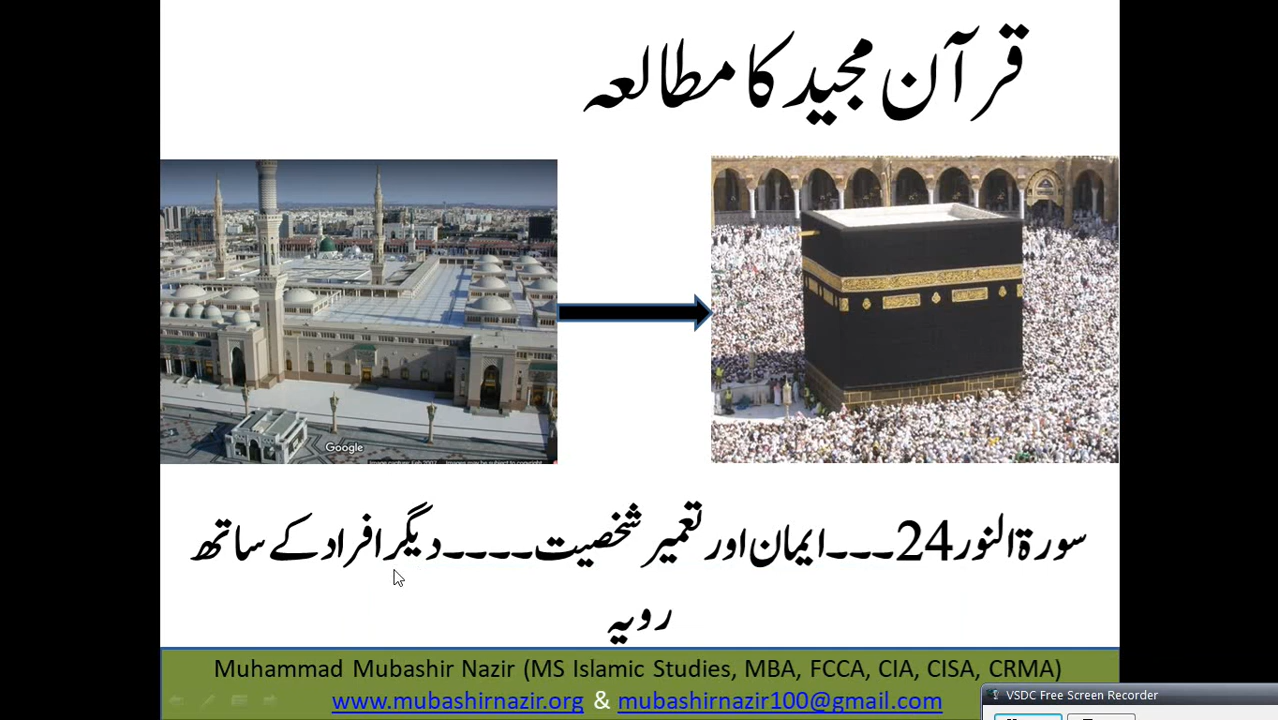 قرآن مجید کا مطالعہ
Google
سورۃ النور 24۔۔۔ایمان اور تعمیر شخصیت۔۔۔۔دیگر افراد کے ساتھ
رویہ
Muhammad Mubashir Nazir (MS Islamic Studies, MBA, FCCA, CIA, CISA, CRMA)
www.mubashirnazir.org & mubashirnazir100@gmail.com
VSDC Free Screen Recorder